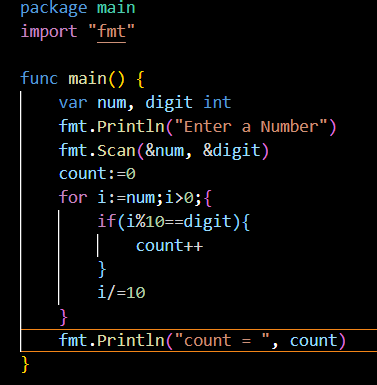 package main
import "fmt"
func main() {
var num, digit int
fmt.Println("Enter a Number")
fmt.Scan(&num, &digit)
count:=0
for i:=num;i>0;{
if(i%10==digit){
count++
}
i/=10
}
fmt.Println("count = ", count)
}